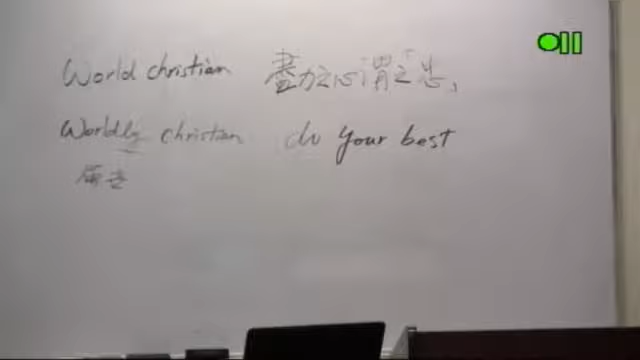 World christian 盡力之心謂之忠,
Worldly christian do your best